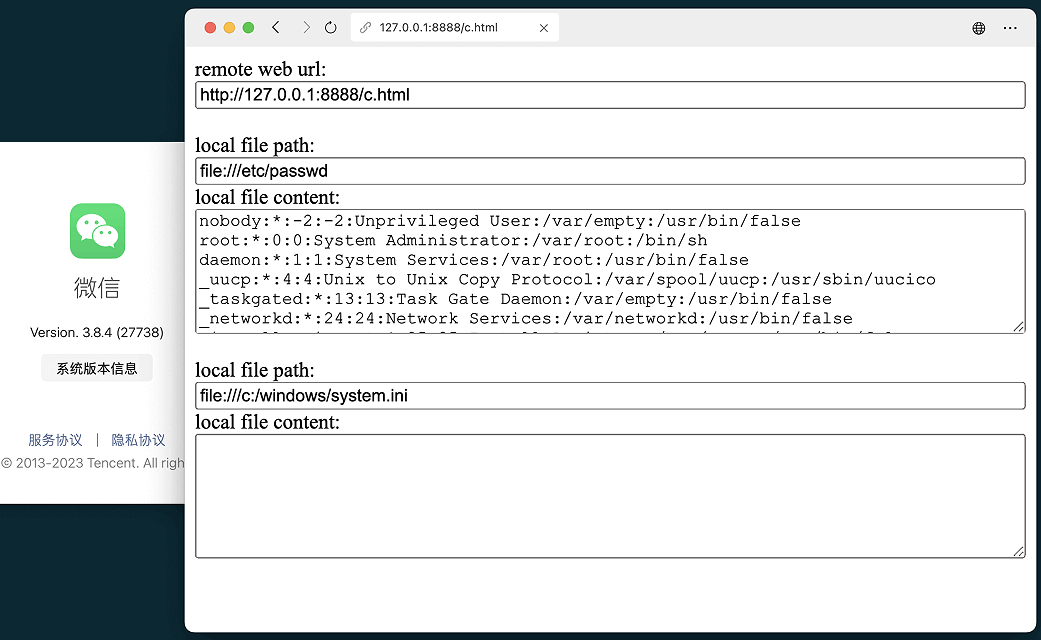 127.0.0.1:8888/c.html
remote web url:
http://127.0.0.1:8888/c.html
local file path:
file:///etc/passwd
local file content:
nobody:*:-2:-2:Unprivileged User:/var/empty:/usr/bin/false
root:*:0:0:System Administrator:/var/root:/bin/sh
daemon:*:1:1:System Services:/var/root:/usr/bin/false
_uucp:*:4:4:Unix to Unix Copy Protocol:/var/spool/uucp:/usr/sbin/uucico
_taskgated:*:13:13:Task Gate Daemon:/var/empty:/usr/bin/false
_networkd:*:24:24:Network Services:/var/networkd:/usr/bin/false
local file path:
file:///c:/windows/system.ini
local file content:
微信
Version. 3.8.4 (27738)
系统版本信息
服务协议 | 隐私协议
© 2013-2023 Tencent. All righ